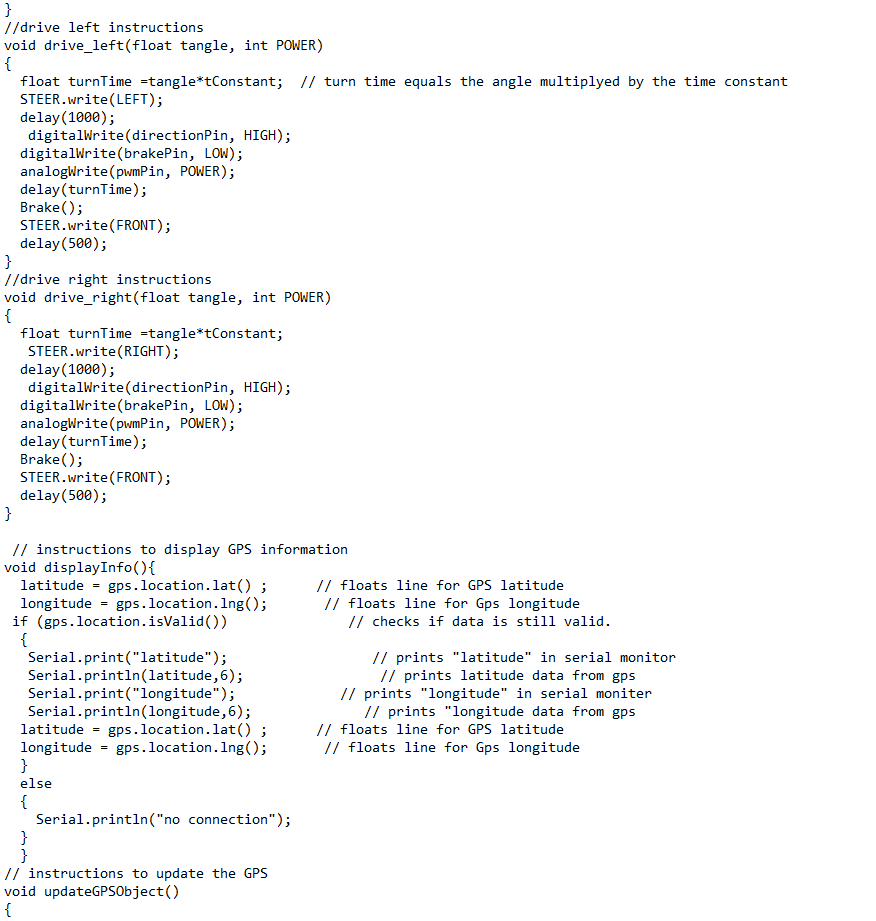 }
//drive left instructions
void drive_left(float tangle, int POWER)
{
  float turnTime =tangle*tConstant;  // turn time equals the angle multiplyed by the time constant
  STEER.write(LEFT);
  delay(1000);
   digitalWrite(directionPin, HIGH);
  digitalWrite(brakePin, LOW);
  analogWrite(pwmPin, POWER);
  delay(turnTime);
  Brake();
  STEER.write(FRONT);
  delay(500);
}
//drive right instructions
void drive_right(float tangle, int POWER)
{
  float turnTime =tangle*tConstant;
   STEER.write(RIGHT);
  delay(1000);
   digitalWrite(directionPin, HIGH);
  digitalWrite(brakePin, LOW);
  analogWrite(pwmPin, POWER);
  delay(turnTime);
  Brake();
  STEER.write(FRONT);
  delay(500);
}

 // instructions to display GPS information
void displayInfo(){
  latitude = gps.location.lat() ;      // floats line for GPS latitude
  longitude = gps.location.lng();       // floats line for Gps longitude
 if (gps.location.isValid())               // checks if data is still valid.
  {
   Serial.print("latitude");                  // prints "latitude" in serial monitor
   Serial.println(latitude,6);                 // prints latitude data from gps
   Serial.print("longitude");             // prints "longitude" in serial moniter
   Serial.println(longitude,6);              // prints "longitude data from gps
  latitude = gps.location.lat() ;      // floats line for GPS latitude
  longitude = gps.location.lng();       // floats line for Gps longitude
  }
  else
  {
    Serial.println("no connection");
  }
  }
// instructions to update the GPS
void updateGPSObject()
{